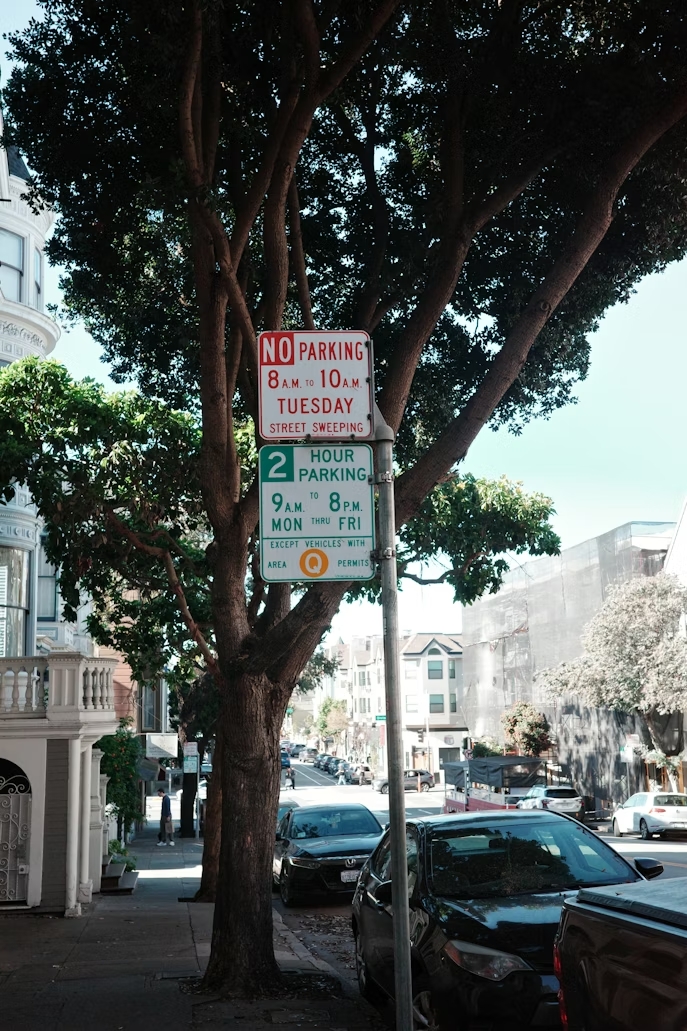 NO PARKING
8 A.M. TO 10 A.M.
TUESDAY
STREET SWEEPING
2 HOUR PARKING
9 A.M. TO 8 P.M.
MON THRU FRI
EXCEPT VEHICLES WITH
AREA Q PERMITS